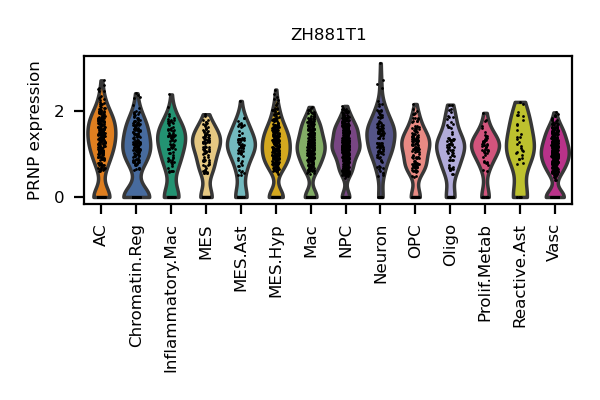 ZH881T1
PRNP expression
2
0
AC
Chromatin.Reg
Inflammatory.Mac
MES
MES.Ast
MES.Hyp
Mac
NPC
Neuron
OPC
Oligo
Prolif.Metab
Reactive.Ast
Vasc